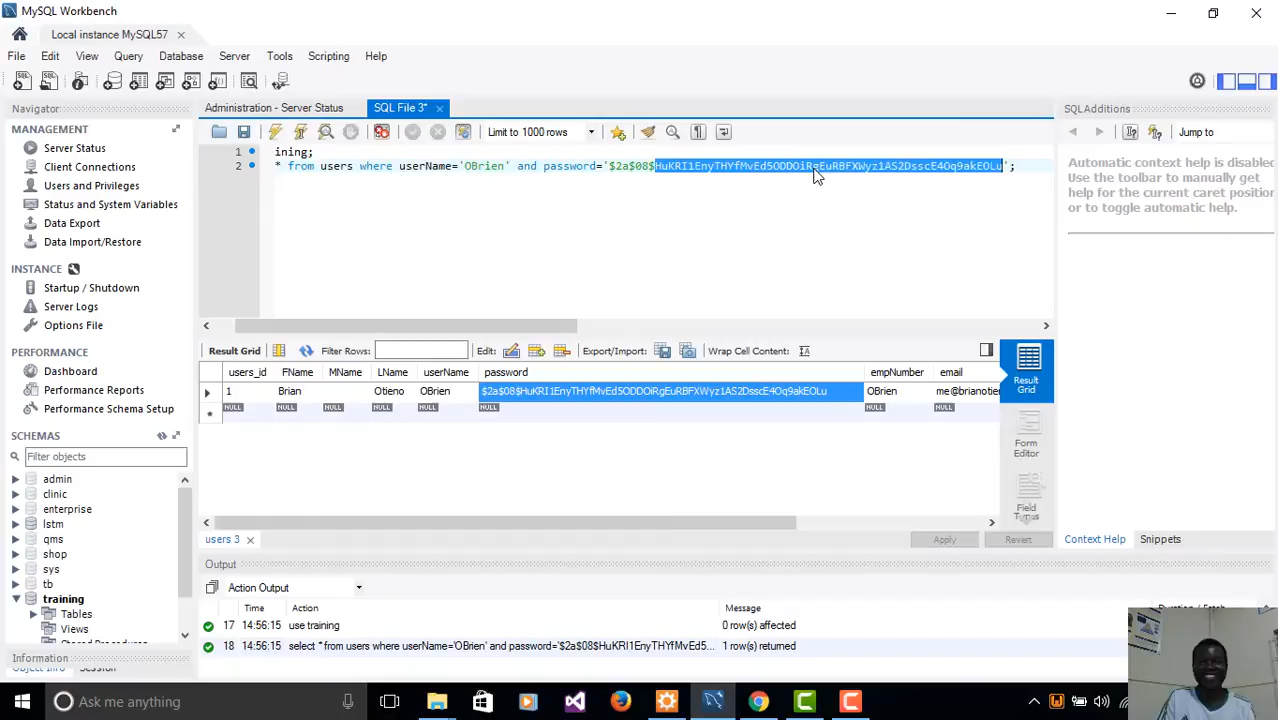 MySQL Workbench
Local instance MySQL57
File Edit View Query Database Server Tools Scripting Help
Navigator
MANAGEMENT
Server Status
Client Connections
Users and Privileges
Status and System Variables
Data Export
Data Import/Restore
INSTANCE
Startup / Shutdown
Server Logs
Options File
PERFORMANCE
Dashboard
Performance Reports
Performance Schema Setup
SCHEMAS
Filter objects
admin
clinic
enterprise
lstm
qms
shop
sys
tb
training
Tables
Views
Information
Session
Administration - Server Status SQL File 3*
Limit to 1000 rows
1 ining;
2 * from users where userName='OBrien' and password='$2a$08$HuKRI1EnyTHYfMvEd5ODDOiRgEuRBFXWyz1AS2DsscE4Oq9akEOLu';
Result Grid Filter Rows: Edit: Export/Import: Wrap Cell Content:
users_id FName MName LName userName password empNumber email
1 Brian Otieno OBrien $2a$08$HuKRI1EnyTHYfMvEd5ODDOiRgEuRBFXWyz1AS2DsscE4Oq9akEOLu OBrien me@brianotie
NULL NULL NULL NULL NULL NULL NULL NULL
Result Grid
Form Editor
Field Types
users 3 Apply Revert
Output
Action Output
Time Action Message
17 14:56:15 use training 0 row(s) affected
18 14:56:15 select * from users where userName='OBrien' and password='$2a$08$HuKRI1EnyTHYfMvEd5... 1 row(s) returned
SQLAdditions
Jump to
Automatic context help is disabled
Use the toolbar to manually get
help for the current caret position
or to toggle automatic help.
Context Help Snippets
Ask me anything